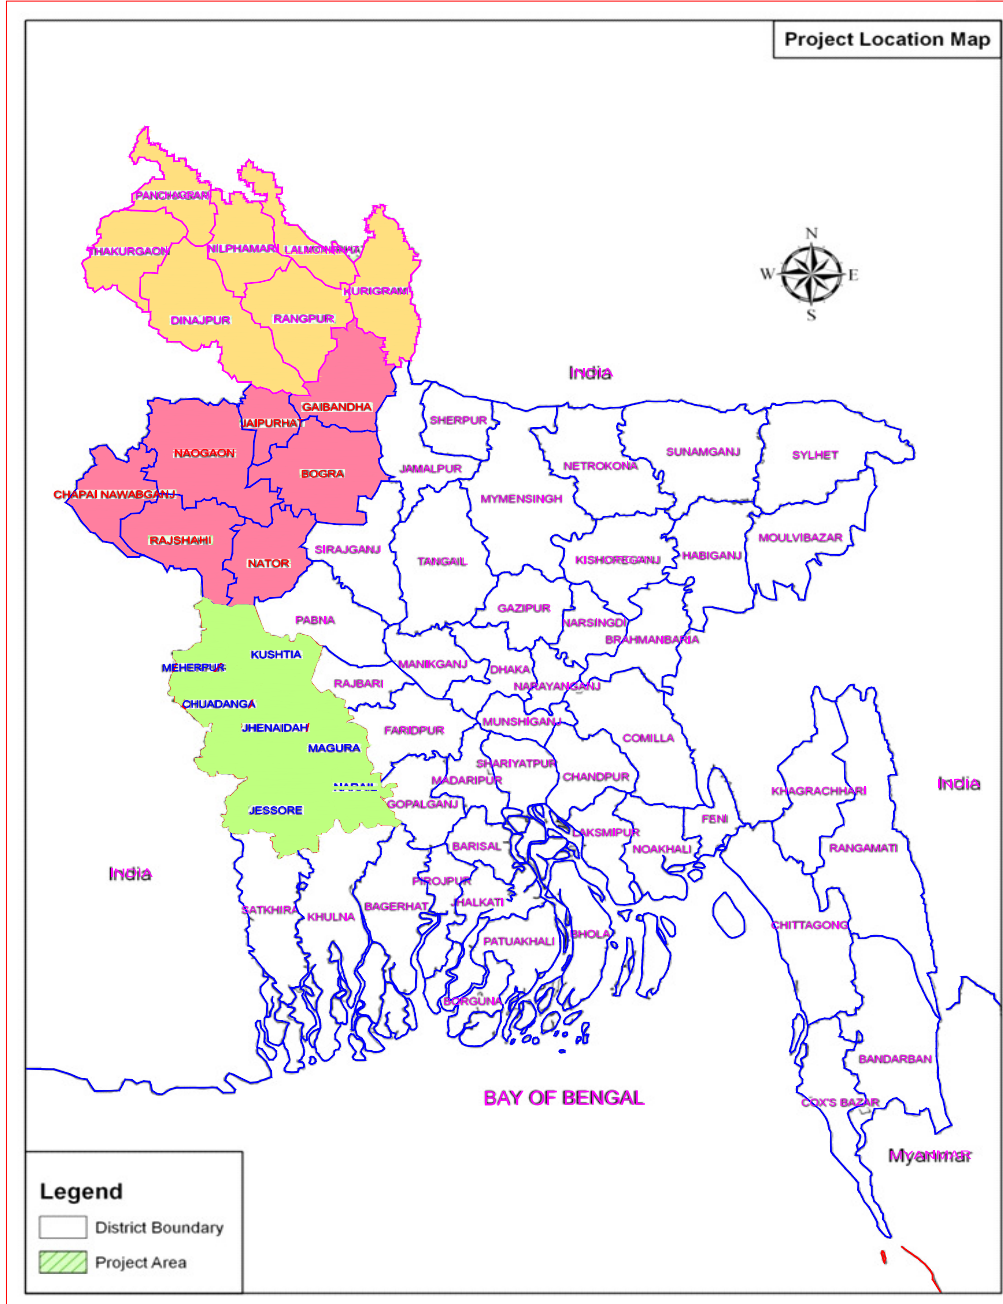 Project Location Map
PANCHAGRAM
THAKURGAON
NILPHAMARI
N
W
E
S
KURIGRAM
DINAJPUR
RANGPUR
India
GAIBANDHA
JAIPURHAT
SHERPUR
NAOGAON
SUNAMGANJ
SYLHET
BOGRA
JAMALPUR
NETROKONA
CHAPAI NAWABGANJ
MYMENSINGH
RAJSHAHI
MOULVIBAZAR
SIRAJGANJ
HABIGANJ
NATOR
TANGAIL
KISHOREGANJ
GAZIPUR
PABNA
NARSINGDI
BRAHMANBARIA
KUSHTIA
MEHERPUR
MANIKGANJ
DHAKA
RAJBARI
NARAYANGANJ
CHUADANGA
JHENAIDAH
FARIDPUR
MUNSHIGANJ
COMILLA
MAGURA
SHARIYATPUR
MADARIPUR
CHANDPUR
NARAIL
KHAGRACHHARI
India
JESSORE
GOPALGANJ
FENI
LAKSMIPUR
BARISAL
NOAKHALI
RANGAMATI
India
PIROJPUR
SATKHIRA
KHULNA
BAGERHAT
JHALKATI
CHITTAGONG
PATUAKHALI
BHOLA
BORGUNA
BANDARBAN
BAY OF BENGAL
COX'S BAZAR
Myanmar
Legend
District Boundary
Project Area